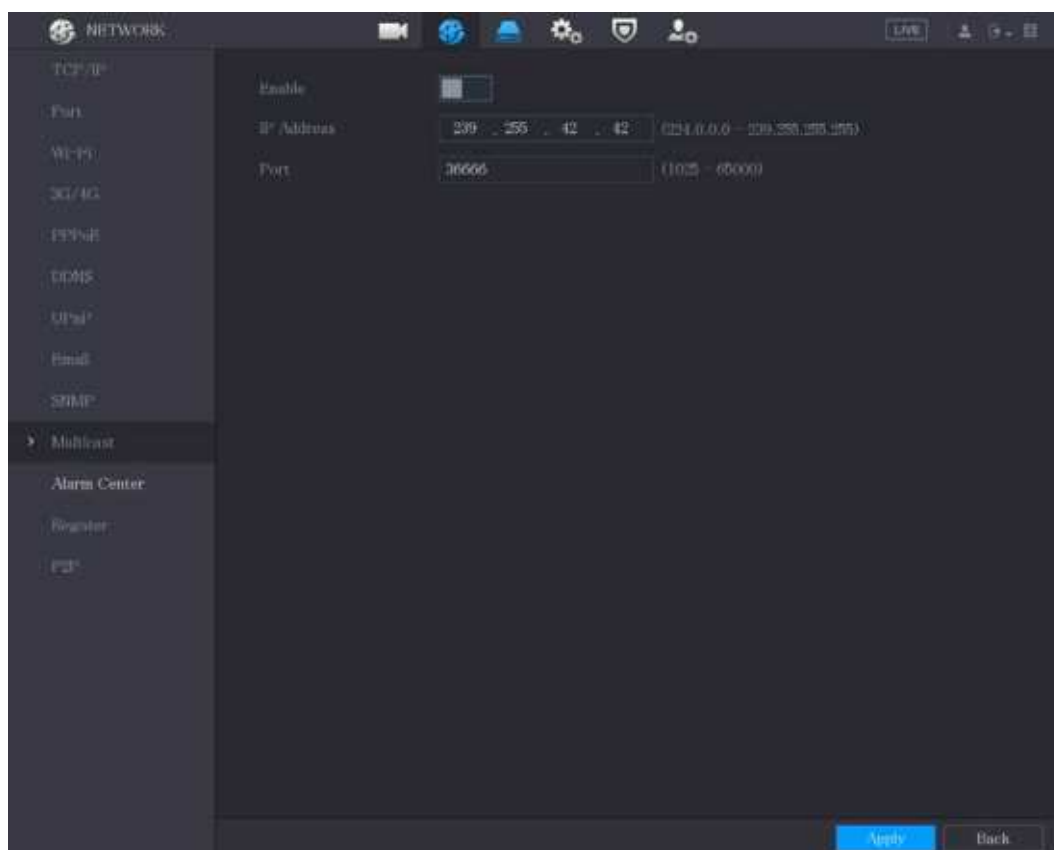 NETWORK
LIVE
TCP/IP
Port
Wi-Fi
3G/4G
PPPoE
DDNS
UPnP
Email
SNMP
Multicast
Alarm Center
Register
P2P
Enable
IP Address 239 . 255 . 42 . 42 (224.0.0.0 - 239.255.255.255)
Port 36666 (1025 - 65000)
Apply Back